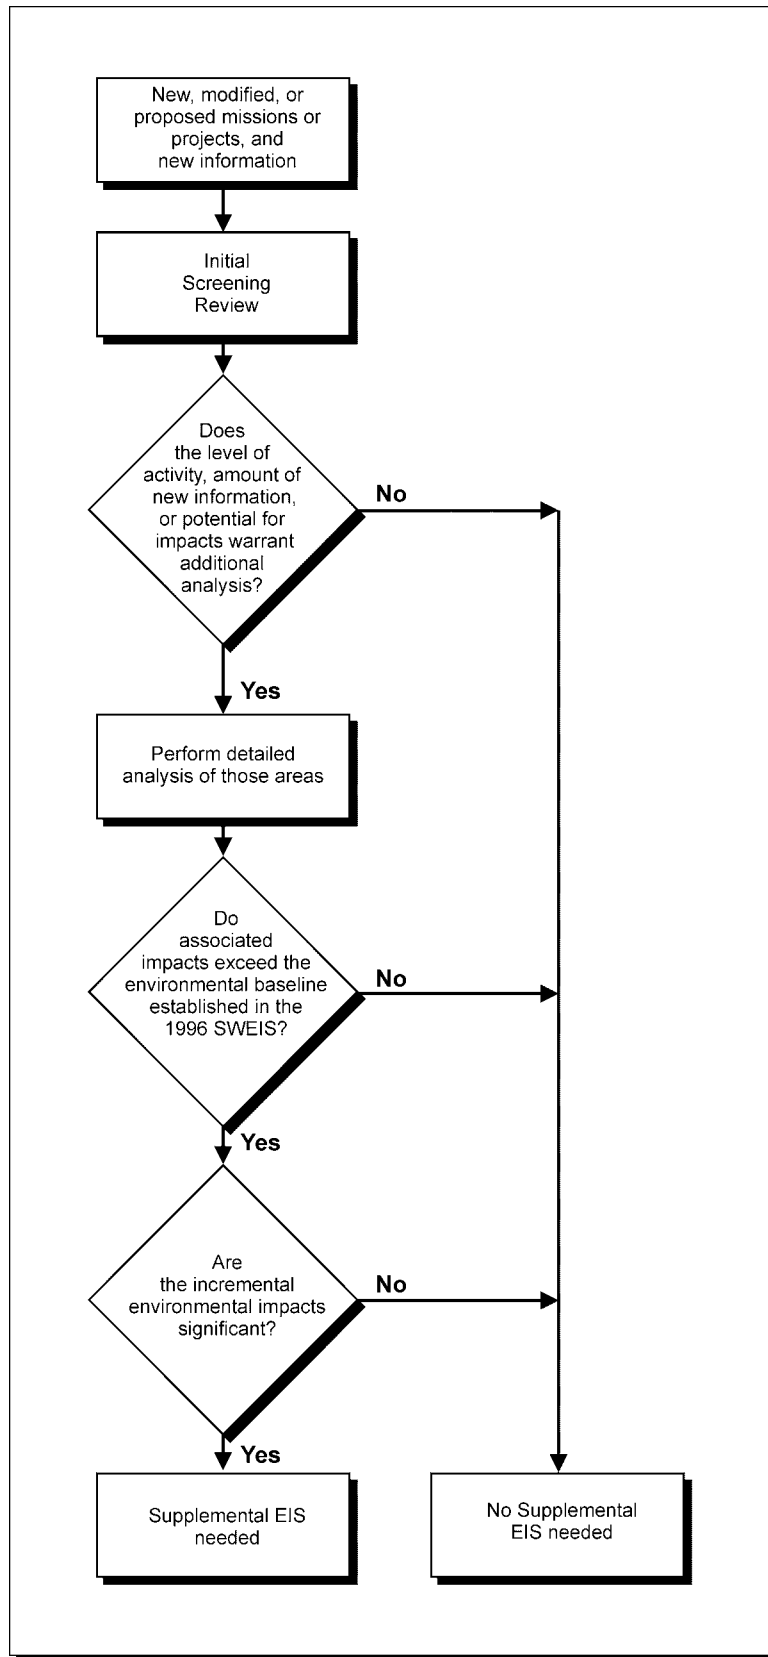 New, modified, or
proposed missions or
projects, and
new information
Initial
Screening
Review
Does
the level of
activity, amount of
new information,
or potential for
impacts warrant
additional
analysis?
No
Yes
Perform detailed
analysis of those areas
Do
associated
impacts exceed the
environmental baseline
established in the
1996 SWEIS?
No
Yes
Are
the incremental
environmental impacts
significant?
No
Yes
Supplemental EIS
needed
No Supplemental
EIS needed